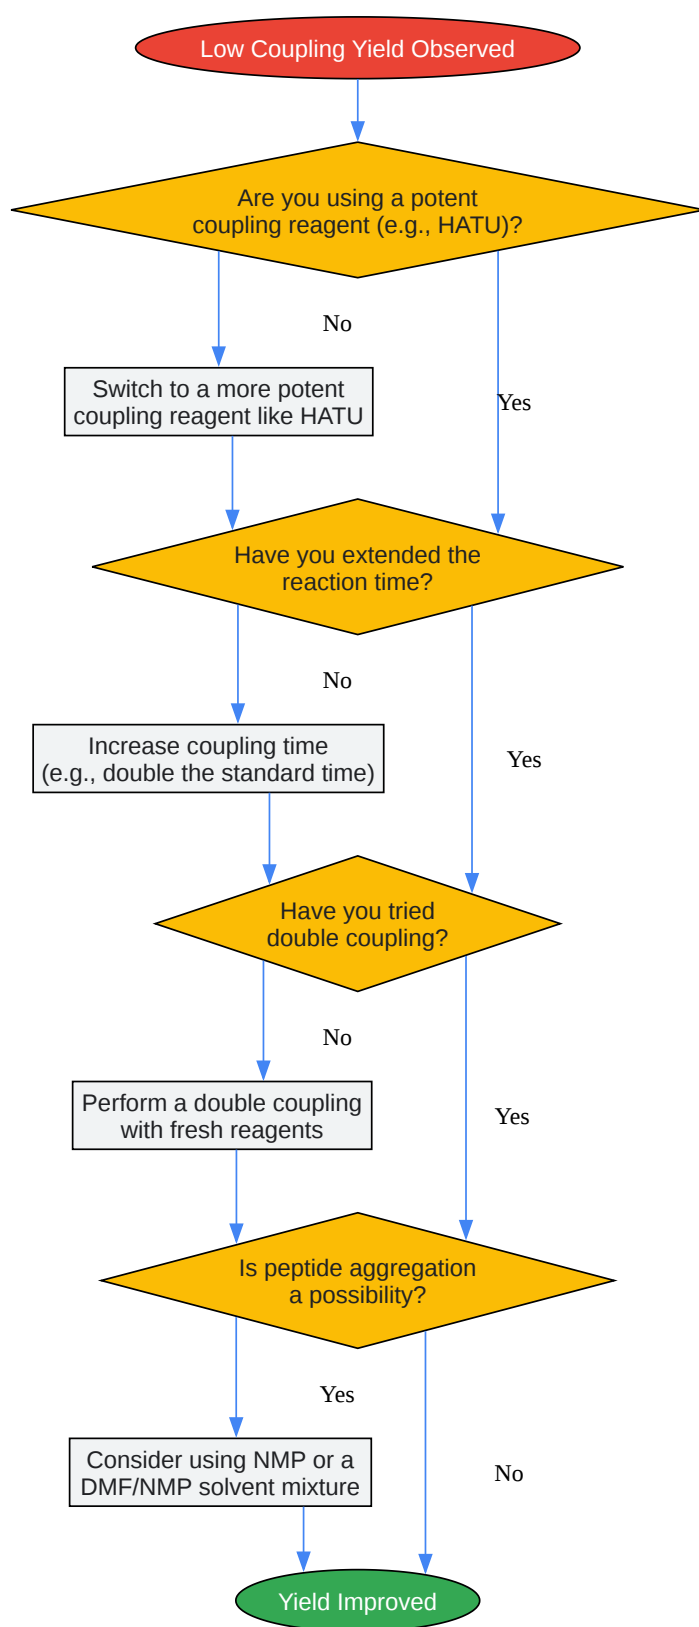 Low Coupling Yield Observed
Are you using a potent
coupling reagent (e.g., HATU)?
No
Switch to a more potent
coupling reagent like HATU
Yes
Have you extended the
reaction time?
No
Increase coupling time
(e.g., double the standard time)
Yes
Have you tried
double coupling?
No
Perform a double coupling
with fresh reagents
Yes
Is peptide aggregation
a possibility?
Yes
Consider using NMP or a
DMF/NMP solvent mixture
No
Yield Improved